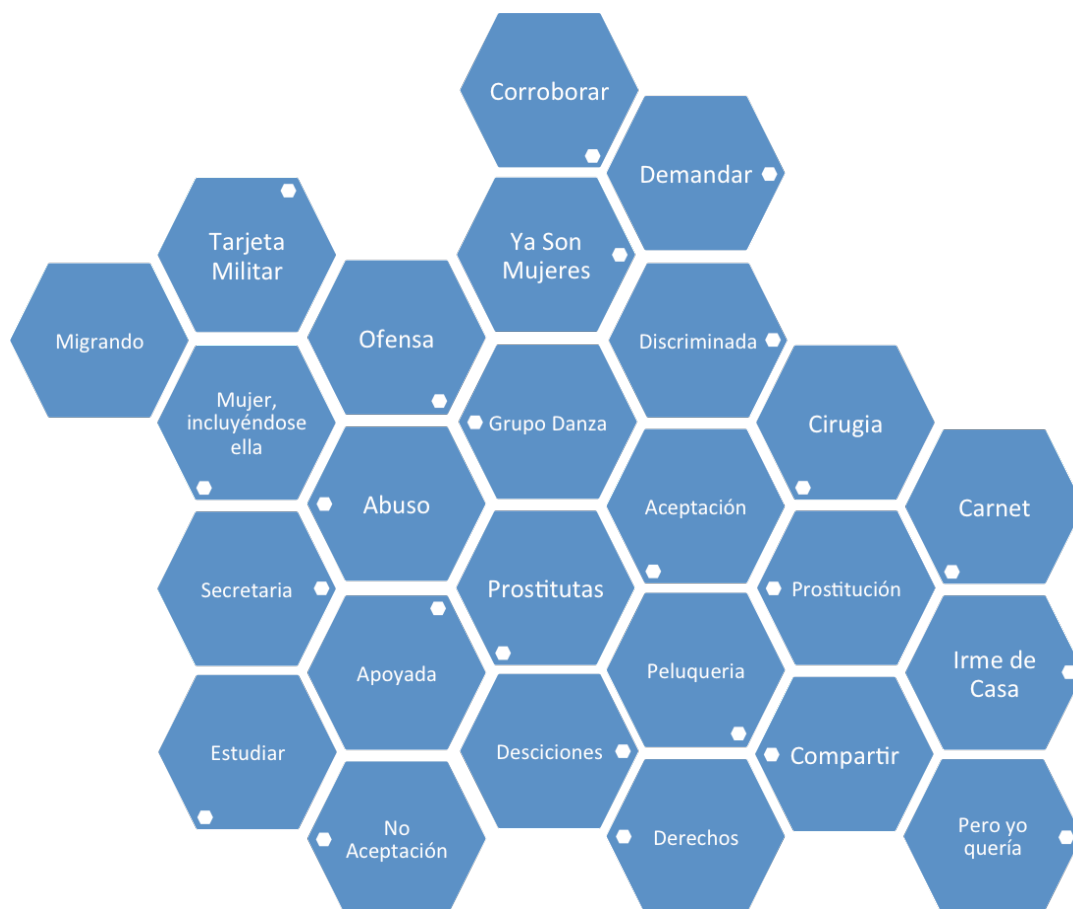 Corroborar
Demandar
Tarjeta
Militar
Ya Son
Mujeres
Migrando
Ofensa
Discriminada
Mujer,
incluyéndose
ella
Grupo Danza
Cirugia
Abuso
Aceptación
Carnet
Secretaria
Prostitutas
Prostitución
Apoyada
Peluqueria
Irme de
Casa
Estudiar
Desciciones
Compartir
No
Aceptación
Derechos
Pero yo
quería